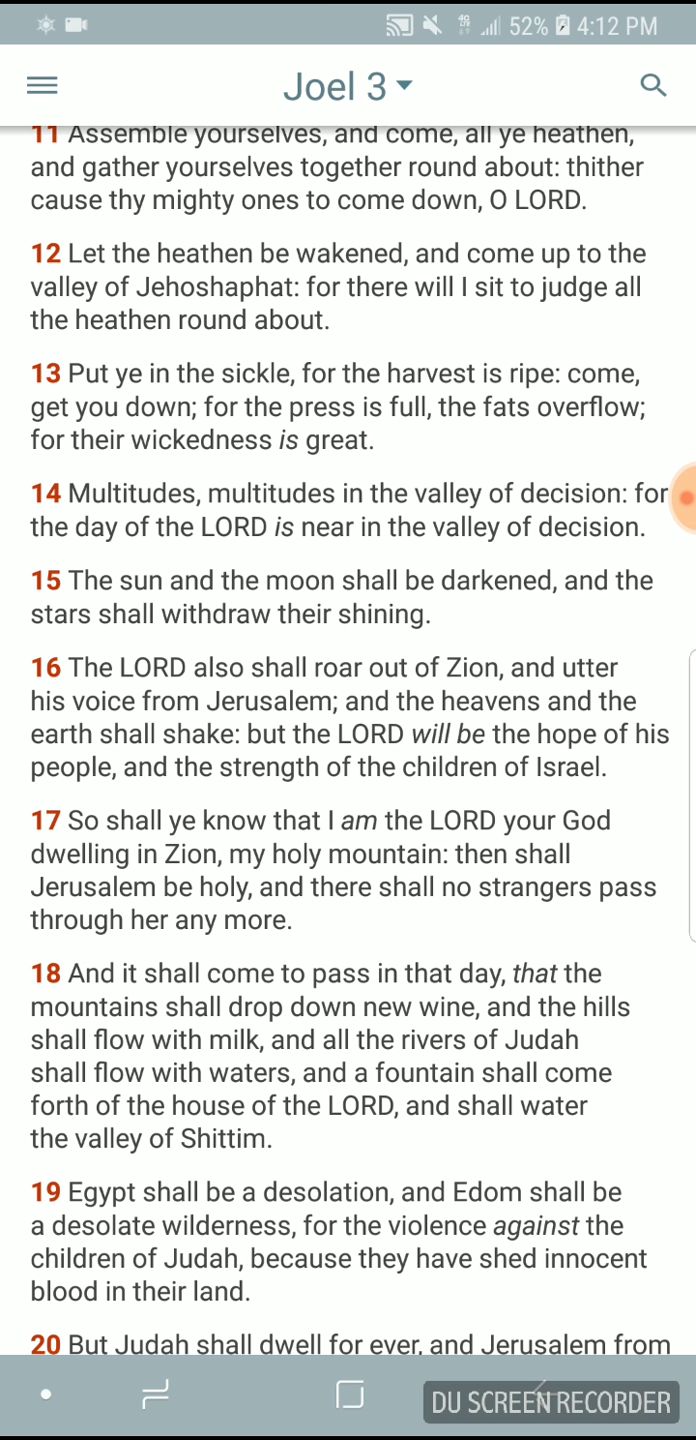 52% 4:12 PM
Joel 3
11 Assemble yourselves, and come, all ye heathen,
and gather yourselves together round about: thither
cause thy mighty ones to come down, O LORD.
12 Let the heathen be wakened, and come up to the
valley of Jehoshaphat: for there will I sit to judge all
the heathen round about.
13 Put ye in the sickle, for the harvest is ripe: come,
get you down; for the press is full, the fats overflow;
for their wickedness is great.
14 Multitudes, multitudes in the valley of decision: for
the day of the LORD is near in the valley of decision.
15 The sun and the moon shall be darkened, and the
stars shall withdraw their shining.
16 The LORD also shall roar out of Zion, and utter
his voice from Jerusalem; and the heavens and the
earth shall shake: but the LORD will be the hope of his
people, and the strength of the children of Israel.
17 So shall ye know that I am the LORD your God
dwelling in Zion, my holy mountain: then shall
Jerusalem be holy, and there shall no strangers pass
through her any more.
18 And it shall come to pass in that day, that the
mountains shall drop down new wine, and the hills
shall flow with milk, and all the rivers of Judah
shall flow with waters, and a fountain shall come
forth of the house of the LORD, and shall water
the valley of Shittim.
19 Egypt shall be a desolation, and Edom shall be
a desolate wilderness, for the violence against the
children of Judah, because they have shed innocent
blood in their land.
20 But Judah shall dwell for ever, and Jerusalem from
DU SCREEN RECORDER